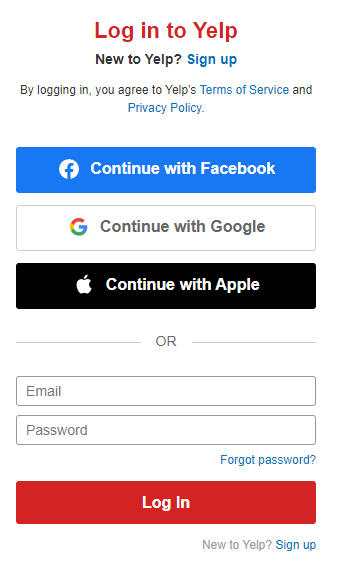 Log in to Yelp
New to Yelp? Sign up
By logging in, you agree to Yelp's Terms of Service and
Privacy Policy.
Continue with Facebook
Continue with Google
Continue with Apple
OR
Email
Password
Forgot password?
Log In
New to Yelp? Sign up